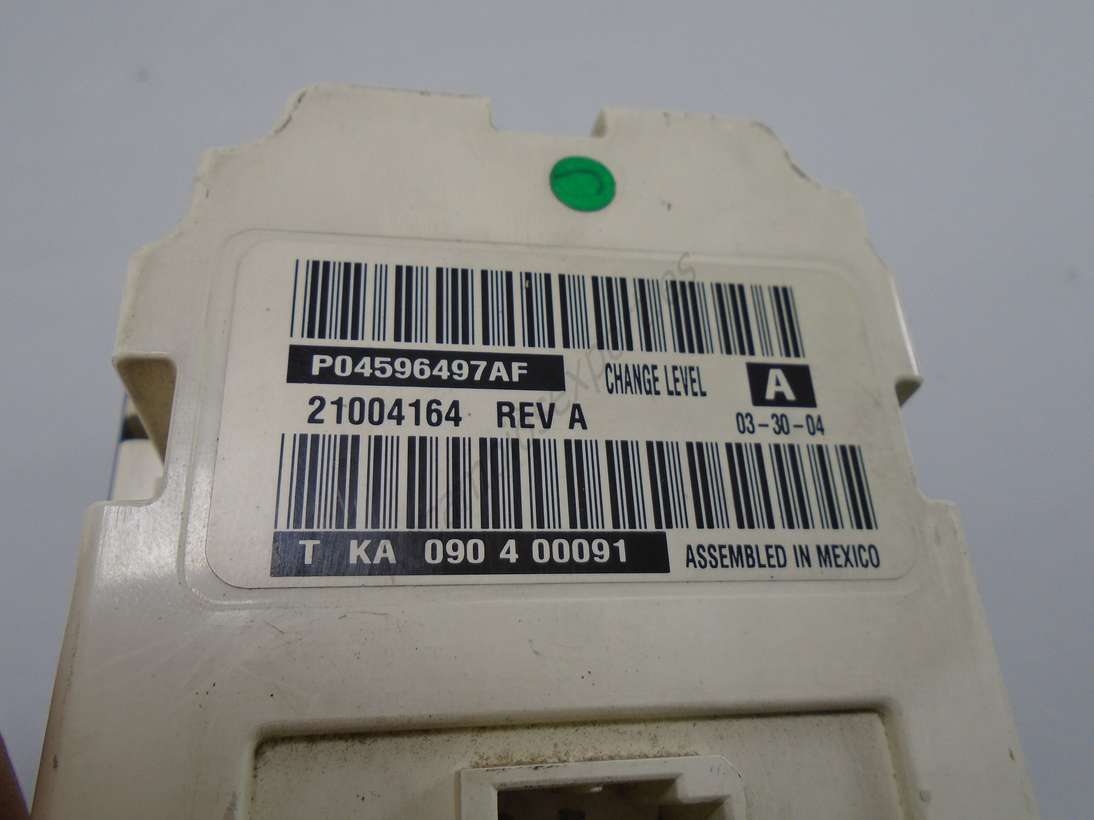 P04596497AF CHANGE LEVEL A
21004164 REV A 03-30-04
T KA 090 4 00091 ASSEMBLED IN MEXICO